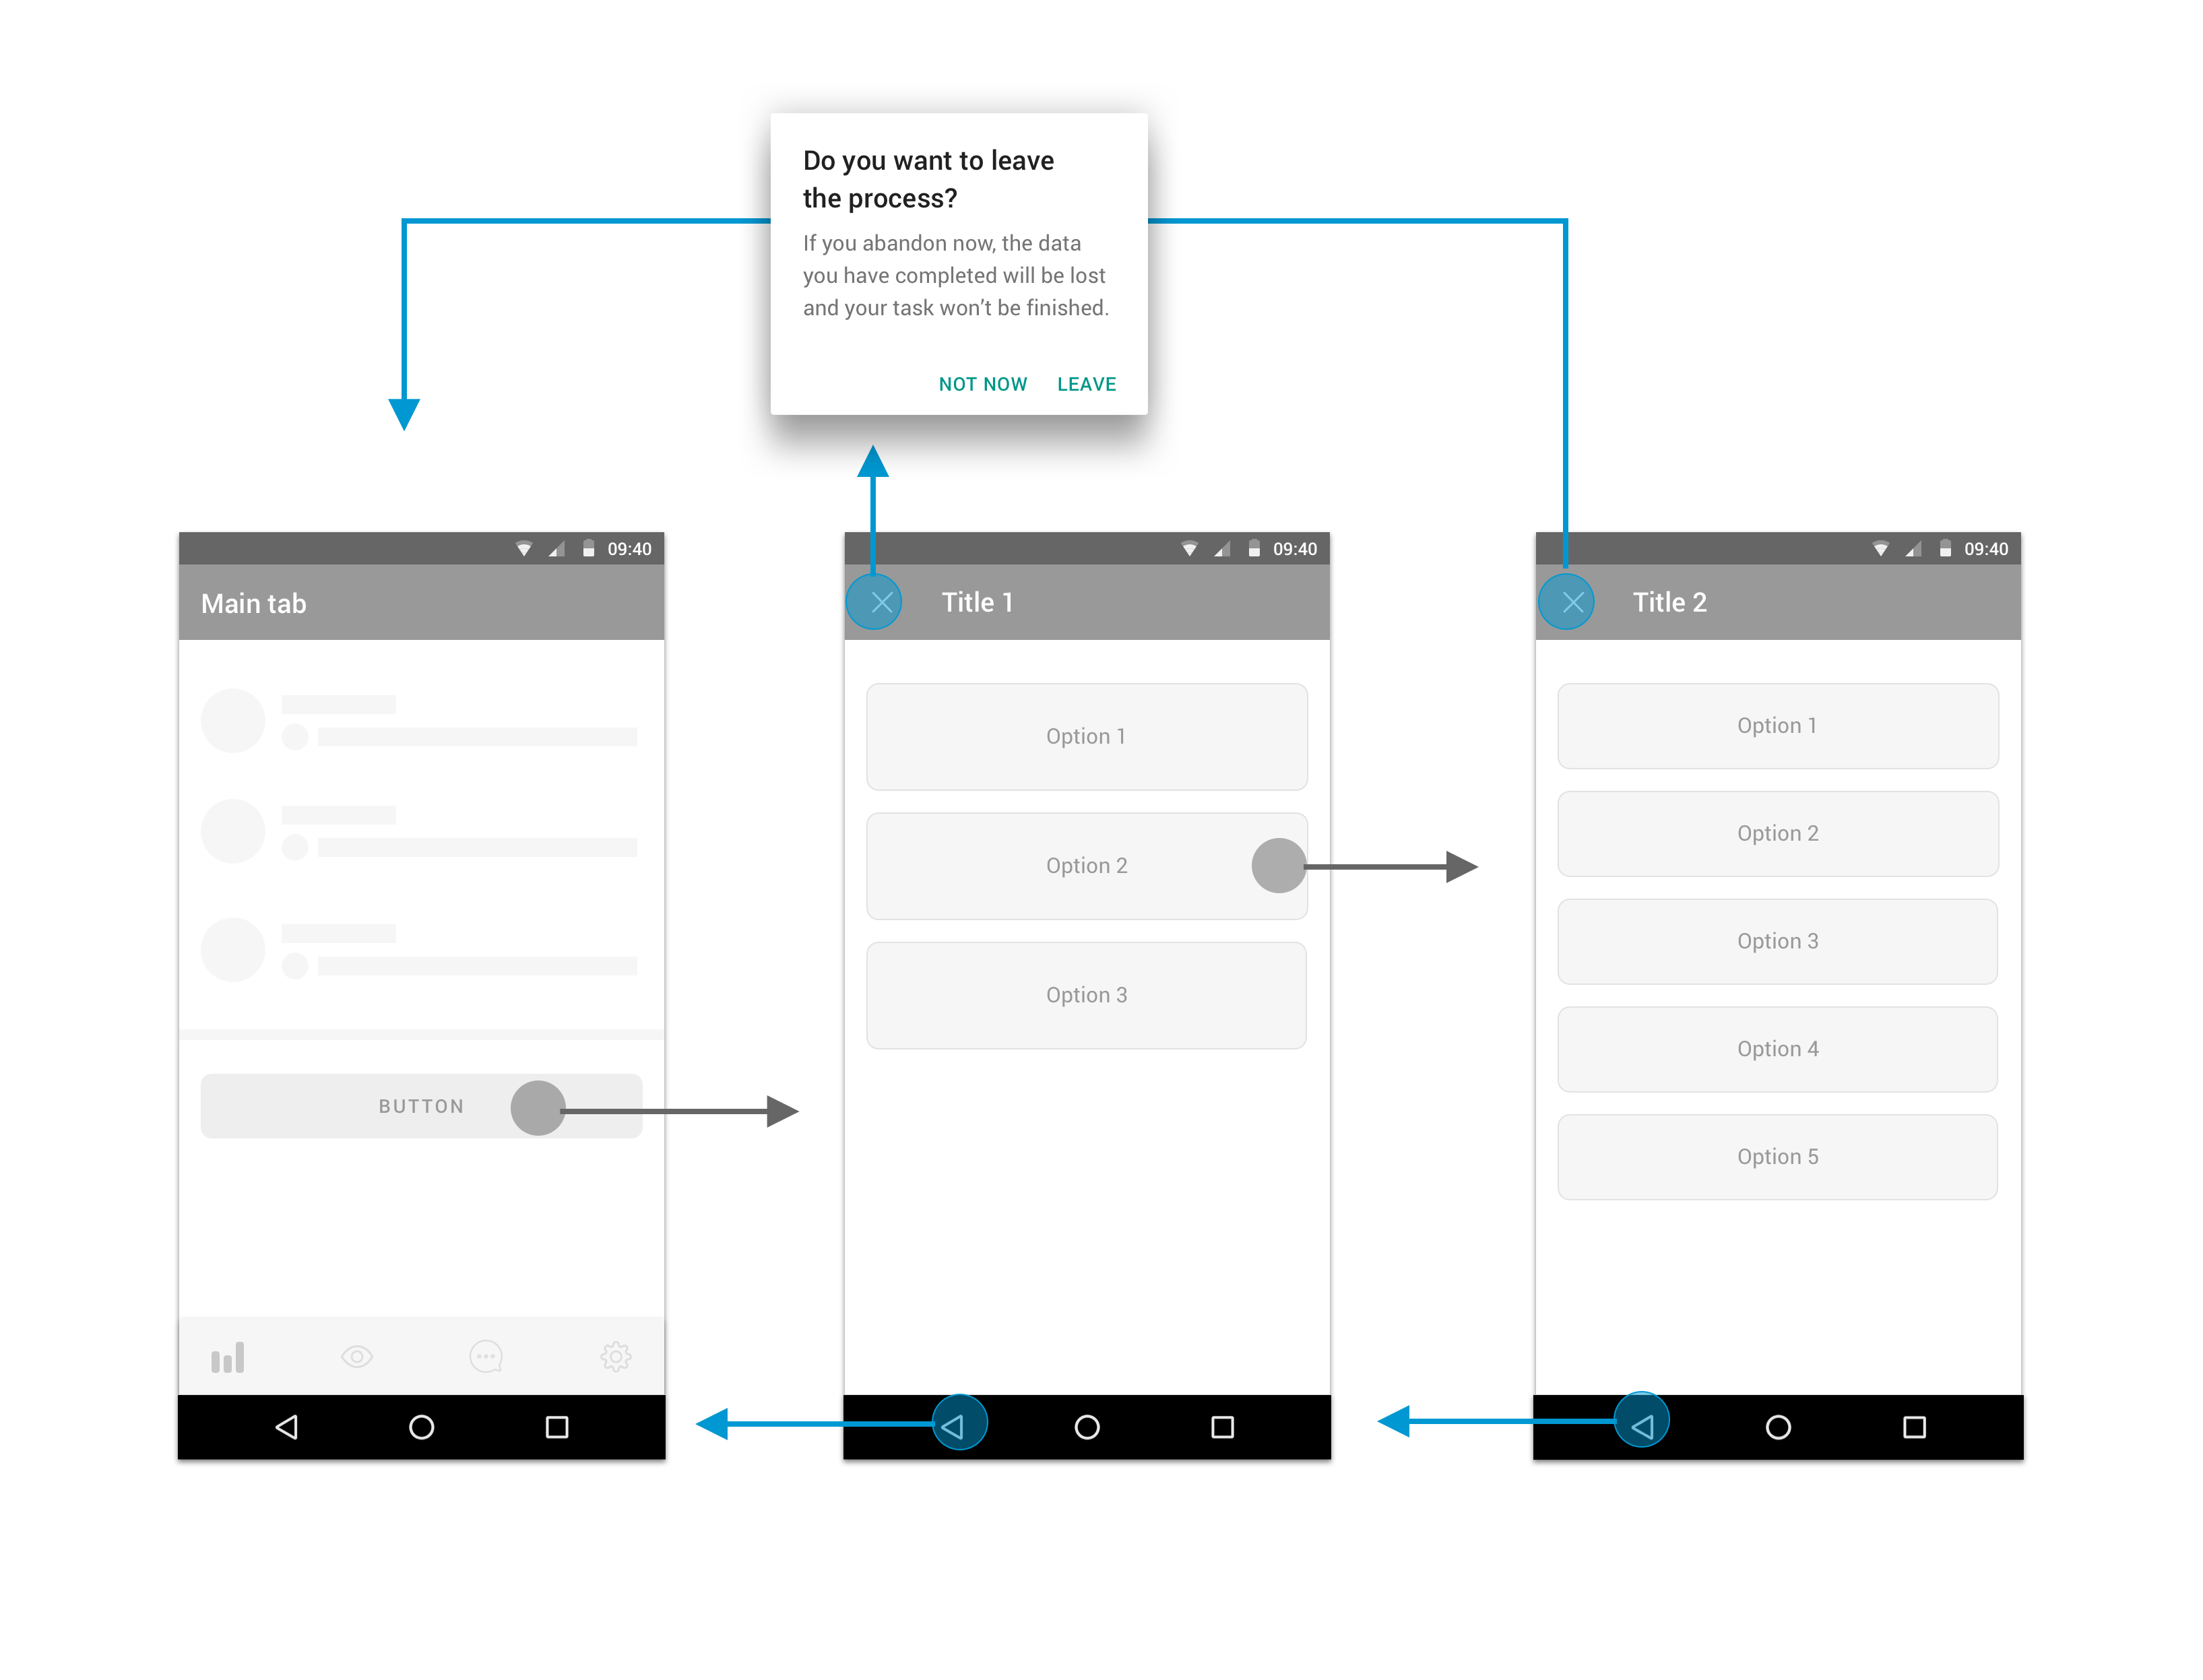 Do you want to leave
the process?
If you abandon now, the data
you have completed will be lost
and your task won’t be finished.
NOT NOW LEAVE
09:40
Main tab
BUTTON
09:40
Title 1
Option 1
Option 2
Option 3
09:40
Title 2
Option 1
Option 2
Option 3
Option 4
Option 5